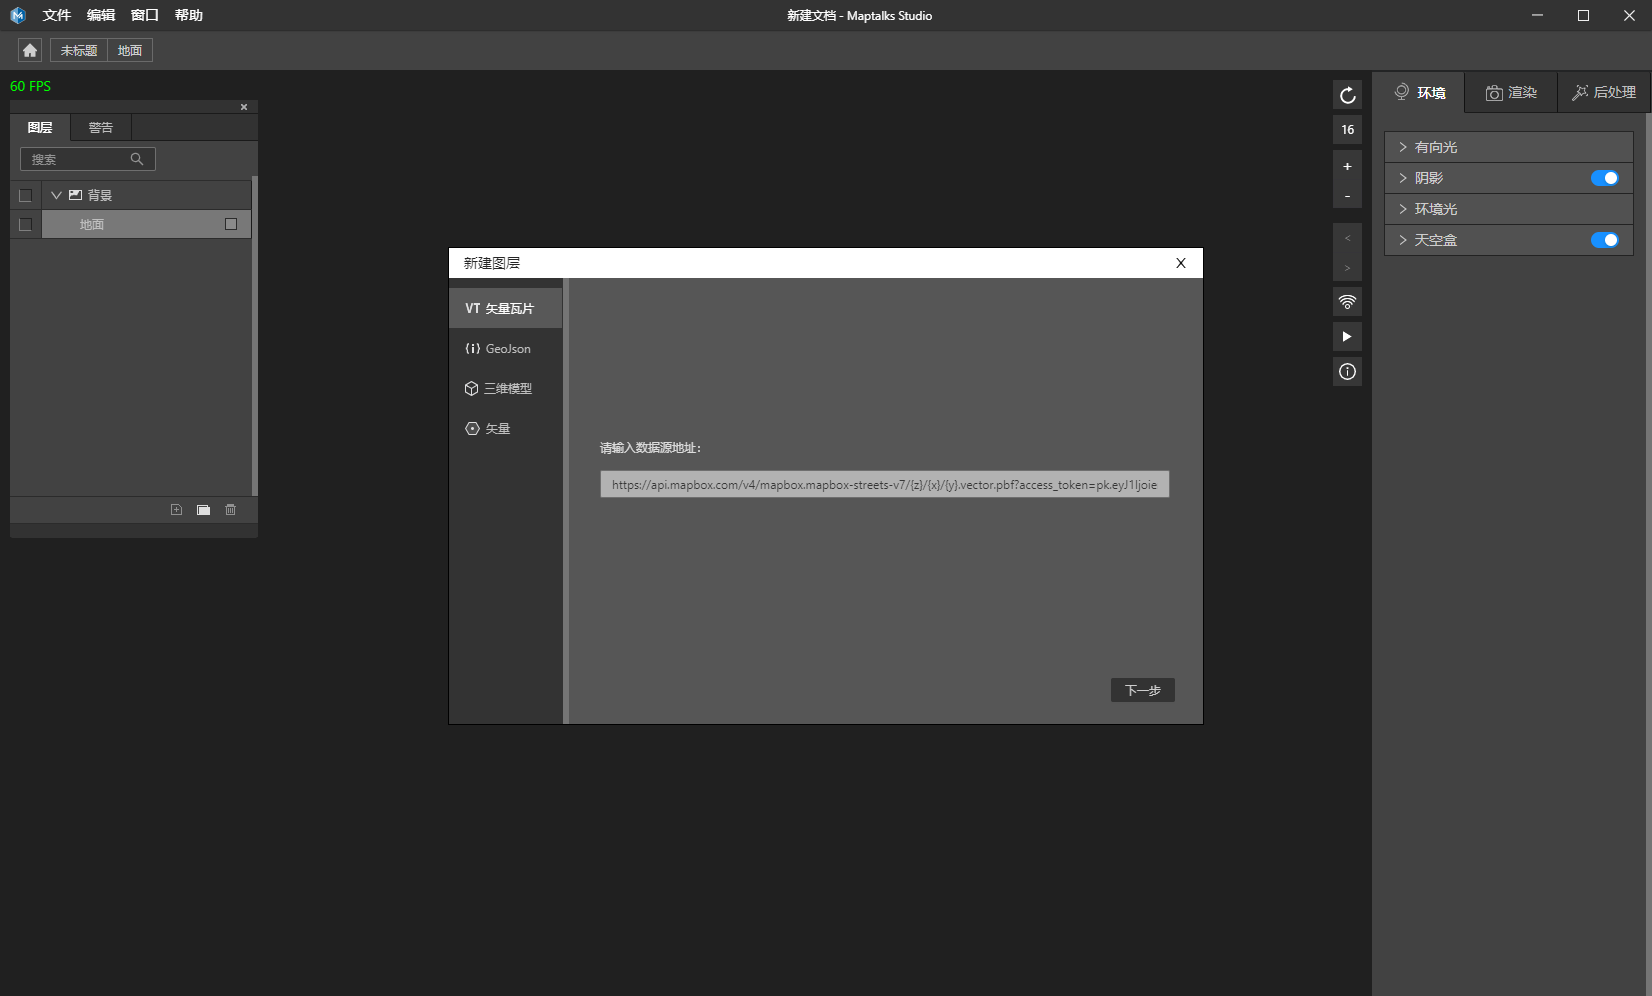 文件 编辑 窗口 帮助
新建文档 - Maptalks Studio
未标题 地面
60 FPS
图层 警告
搜索
背景
地面
新建图层 X
VT 矢量瓦片
GeoJson
三维模型
矢量
请输入数据源地址：
https://api.mapbox.com/v4/mapbox.mapbox-streets-v7/{z}/{x}/{y}.vector.pbf?access_token=pk.eyJ1Ijoie
下一步
16
+
-
<
>
环境 渲染 后处理
有向光
阴影
环境光
天空盒